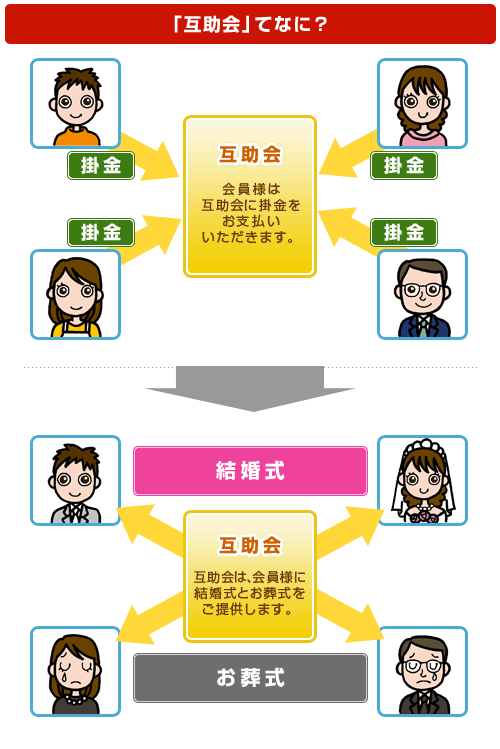 「互助会」てなに？
掛金
掛金
互助会
会員様は
互助会に掛金を
お支払い
いただきます。
掛金
掛金
結婚式
互助会
互助会は、会員様に
結婚式とお葬式を
ご提供します。
お葬式